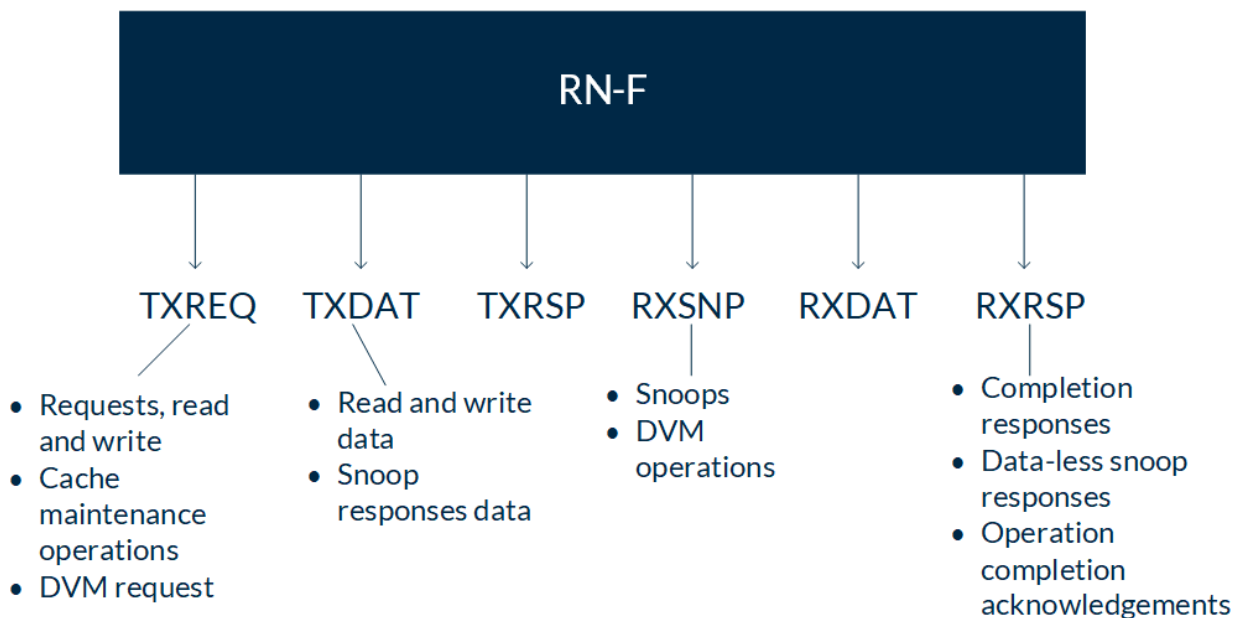 RN-F
TXREQ
TXDAT
TXRSP
RXSNP
RXDAT
RXRSP
• Requests, read
and write
• Cache
maintenance
operations
• DVM request
• Read and write
data
• Snoop
responses data
• Snoops
• DVM
operations
• Completion
responses
• Data-less snoop
responses
• Operation
completion
acknowledgements